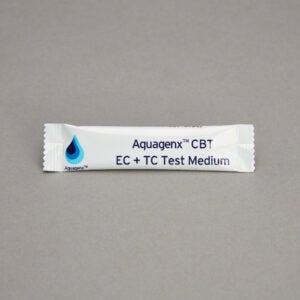 Aquagenx™ CBT
EC + TC Test Medium
Aquagenx™